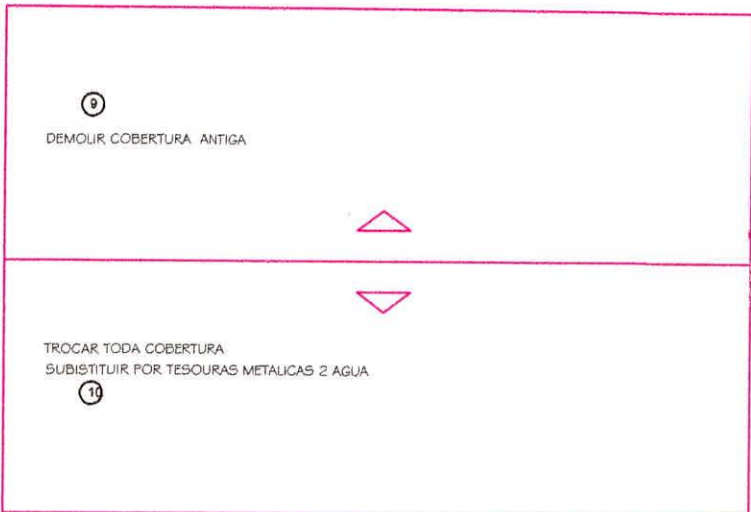 9
DEMOLIR COBERTURA ANTIGA
TROCAR TODA COBERTURA
SUBISTITUIR POR TESOURAS METALICAS 2 AGUA
10